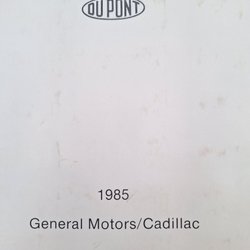 DU PONT
1985
General Motors/Cadillac